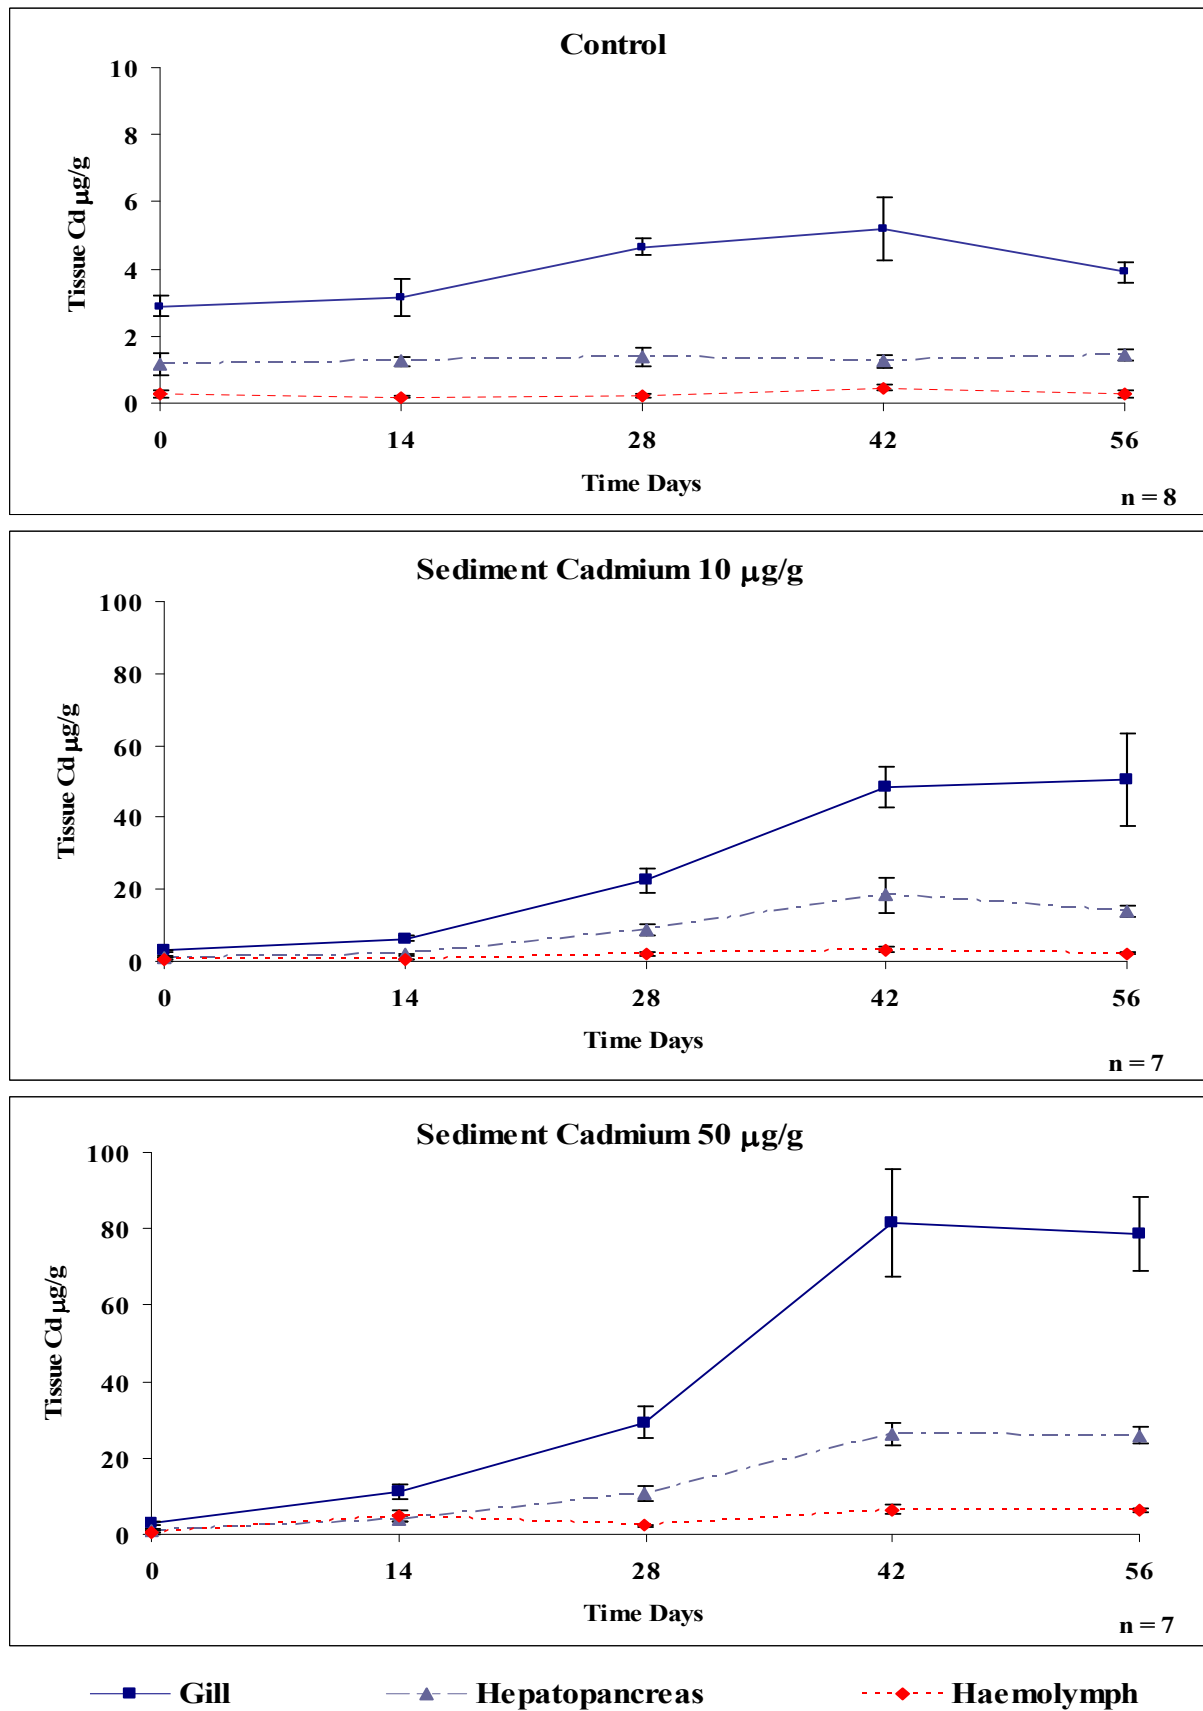 Control
10
8
6
4
2
0
Tissue Cd µg/g
0 14 28 42 56
Time Days
n = 8
Sediment Cadmium 10 µg/g
100
80
60
40
20
0
Tissue Cd µg/g
0 14 28 42 56
Time Days
n = 7
Sediment Cadmium 50 µg/g
100
80
60
40
20
0
Tissue Cd µg/g
0 14 28 42 56
Time Days
n = 7
Gill Hepatopancreas Haemolymph